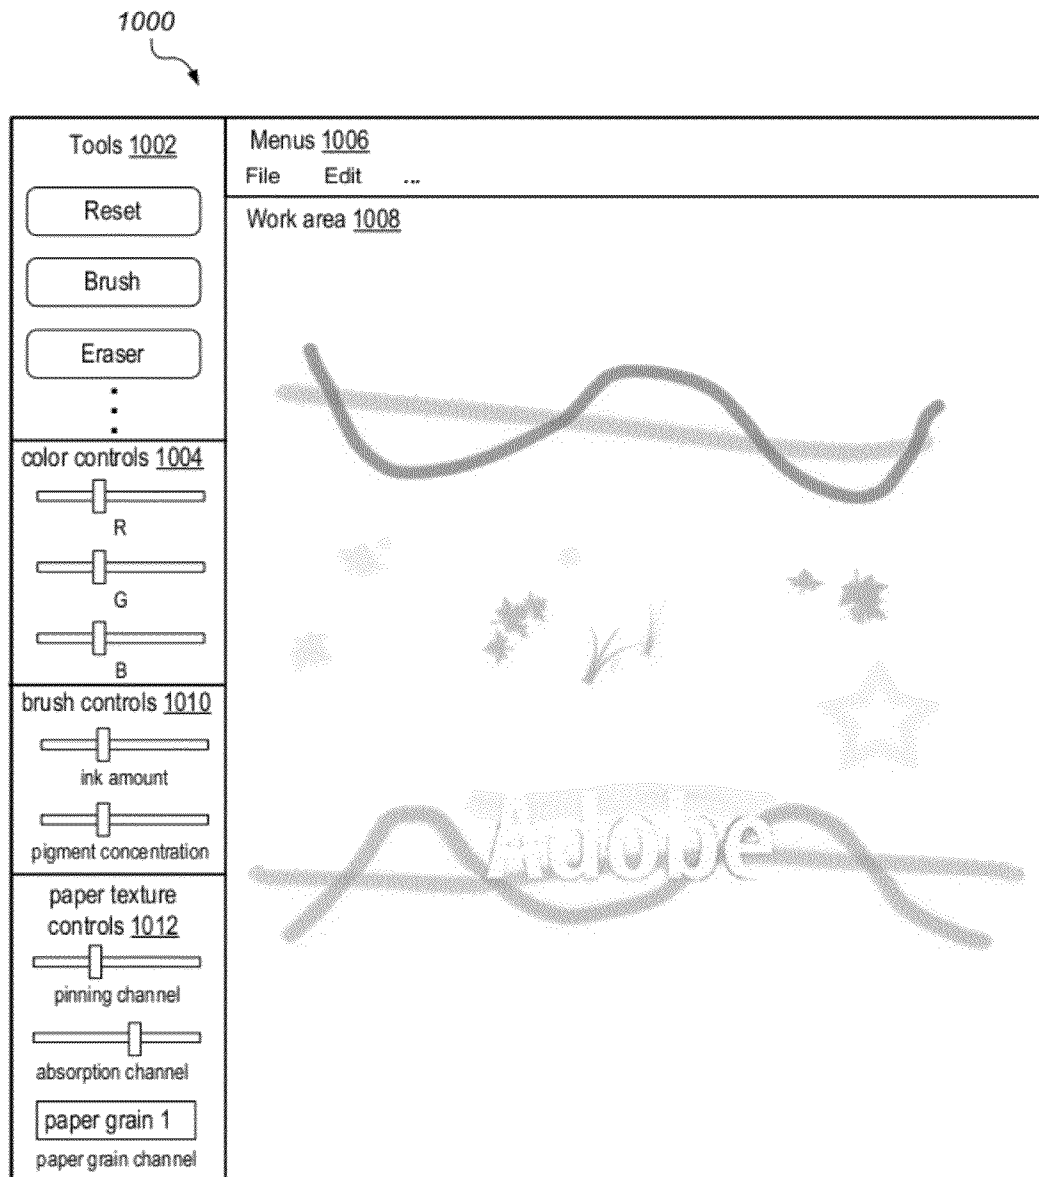 1000
Tools 1002
Reset
Brush
Eraser
color controls 1004
R
G
B
brush controls 1010
ink amount
pigment concentration
paper texture
controls 1012
pinning channel
absorption channel
paper grain 1
paper grain channel
Menus 1006
File Edit ...
Work area 1008
Adobe